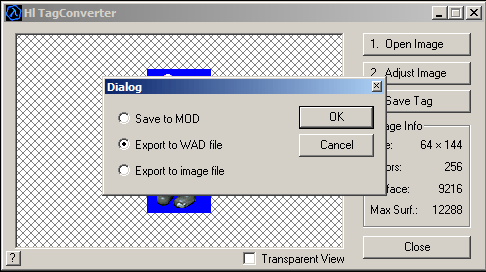 Hl TagConverter
1. Open Image
2. Adjust Image
Save Tag
Dialog
Save to MOD
Export to WAD file
Export to image file
OK
Cancel
age Info
e: 64 × 144
ors: 256
face: 9216
Max Surf.: 12288
?
Transparent View
Close